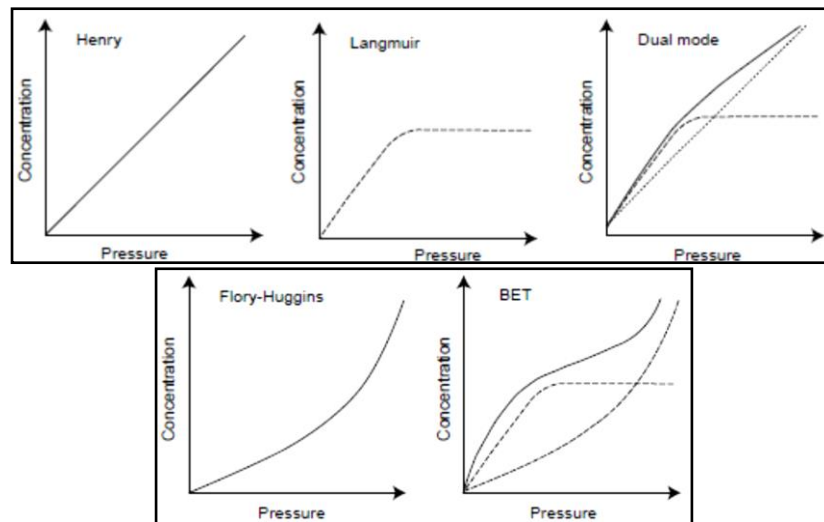 Henry
Concentration
Pressure
Langmuir
Concentration
Pressure
Dual mode
Concentration
Pressure
Flory-Huggins
Concentration
Pressure
BET
Concentration
Pressure